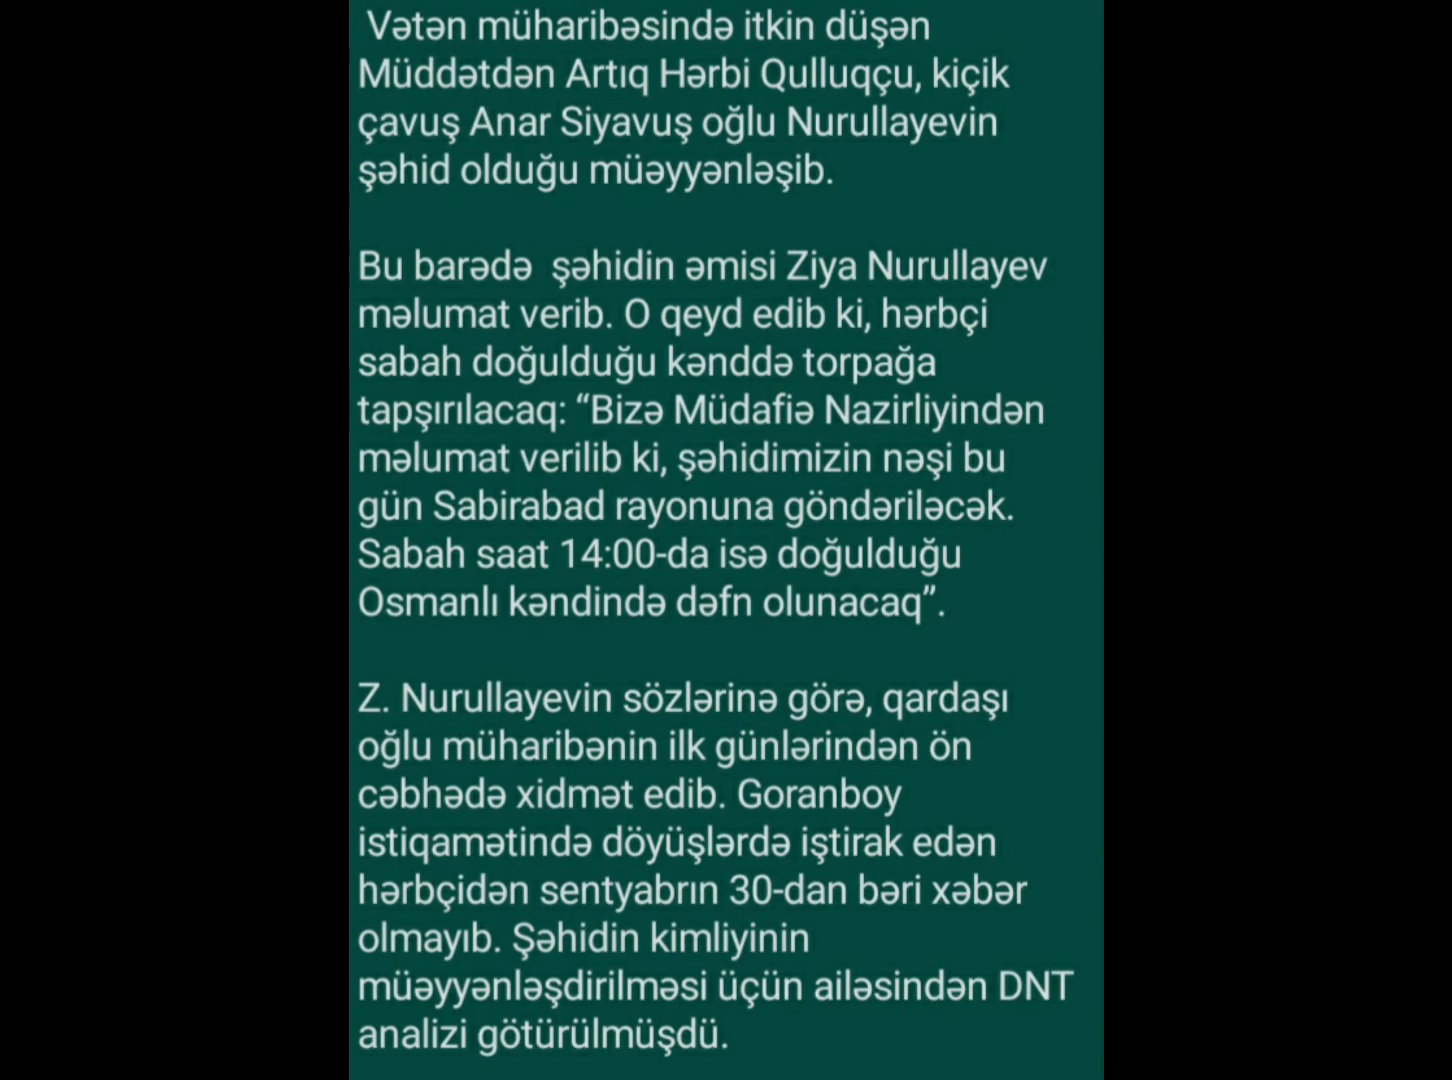 Vətən müharibəsində itkin düşən
Müddətdən Artıq Hərbi Qulluqçu, kiçik
çavuş Anar Siyavuş oğlu Nurullayevin
şəhid olduğu müəyyənləşib.
Bu barədə şəhidin əmisi Ziya Nurullayev
məlumat verib. O qeyd edib ki, hərbçi
sabah doğulduğu kənddə torpağa
tapşırılacaq: “Bizə Müdafiə Nazirliyindən
məlumat verilib ki, şəhidimizin nəşi bu
gün Sabirabad rayonuna göndəriləcək.
Sabah saat 14:00-da isə doğulduğu
Osmanlı kəndində dəfn olunacaq”.
Z. Nurullayevin sözlərinə görə, qardaşı
oğlu müharibənin ilk günlərindən ön
cəbhədə xidmət edib. Goranboy
istiqamətində döyüşlərdə iştirak edən
hərbçidən sentyabrın 30-dan bəri xəbər
olmayıb. Şəhidin kimliyinin
müəyyənləşdirilməsi üçün ailəsindən DNT
analizi götürülmüşdü.